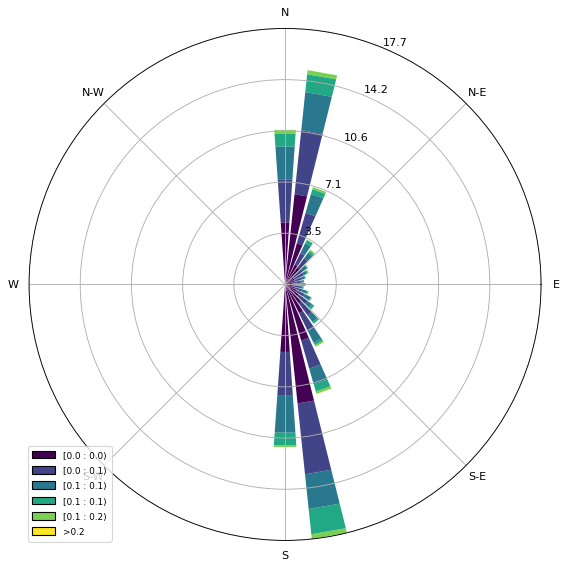 N
17.7
14.2
N-W
N-E
10.6
7.1
3.5
W
E
[0.0 : 0.0)
[0.0 : 0.1)
S-W
S-E
[0.1 : 0.1)
[0.1 : 0.1)
[0.1 : 0.2)
>0.2
S